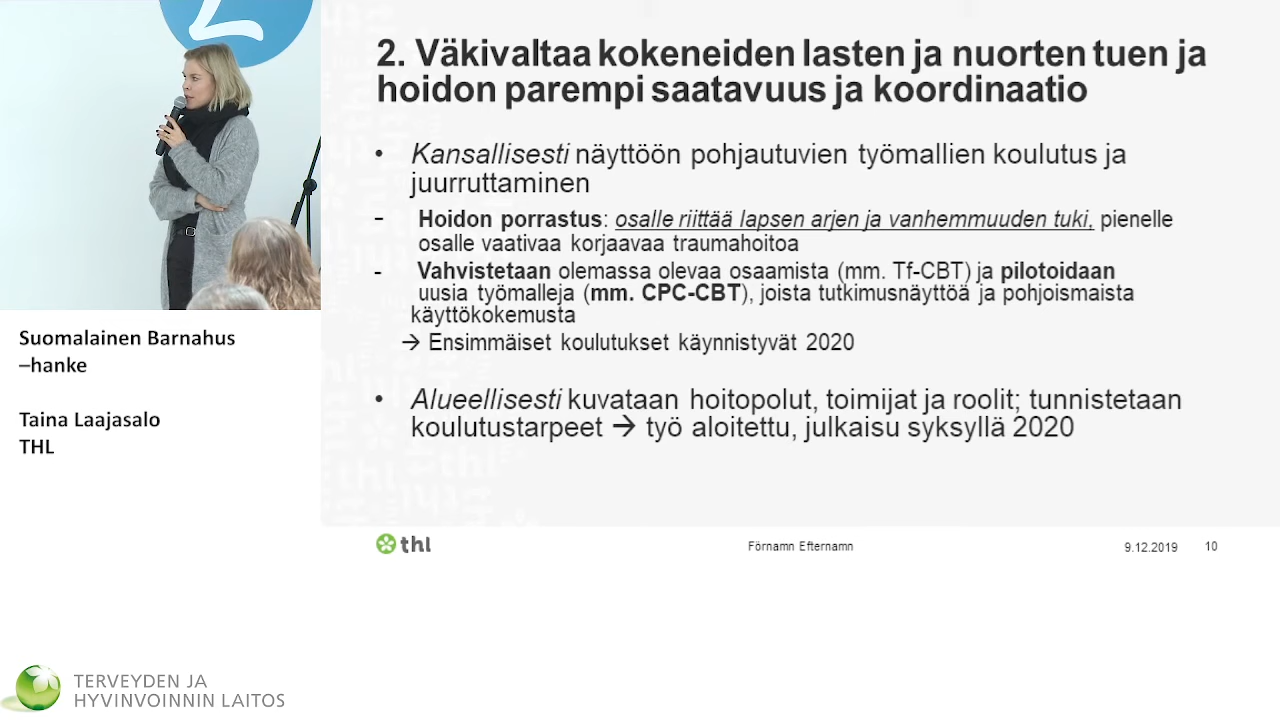 2. Väkivaltaa kokeneiden lasten ja nuorten tuen ja
hoidon parempi saatavuus ja koordinaatio
• Kansallisesti näyttöön pohjautuvien työmallien koulutus ja
juurruttaminen
- Hoidon porrastus: osalle riittää lapsen arjen ja vanhemmuuden tuki, pienelle
osalle vaativaa korjaavaa traumahoitoa
- Vahvistetaan olemassa olevaa osaamista (mm. Tf-CBT) ja pilotoidaan
uusia työmalleja (mm. CPC-CBT), joista tutkimusnäyttöä ja pohjoismaista
käyttökokemusta
→ Ensimmäiset koulutukset käynnistyvät 2020
• Alueellisesti kuvataan hoitopolut, toimijat ja roolit; tunnistetaan
koulutustarpeet → työ aloitettu, julkaisu syksyllä 2020
thl
Förnamn Efternamn
9.12.2019
10
Suomalainen Barnahus
–hanke
Taina Laajasalo
THL
TERVEYDEN JA
HYVINVOINNIN LAITOS